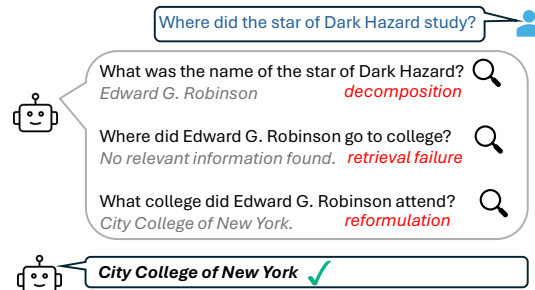 Where did the star of Dark Hazard study?
What was the name of the star of Dark Hazard?
Edward G. Robinson decomposition
Where did Edward G. Robinson go to college?
No relevant information found. retrieval failure
What college did Edward G. Robinson attend?
City College of New York. reformulation
City College of New York